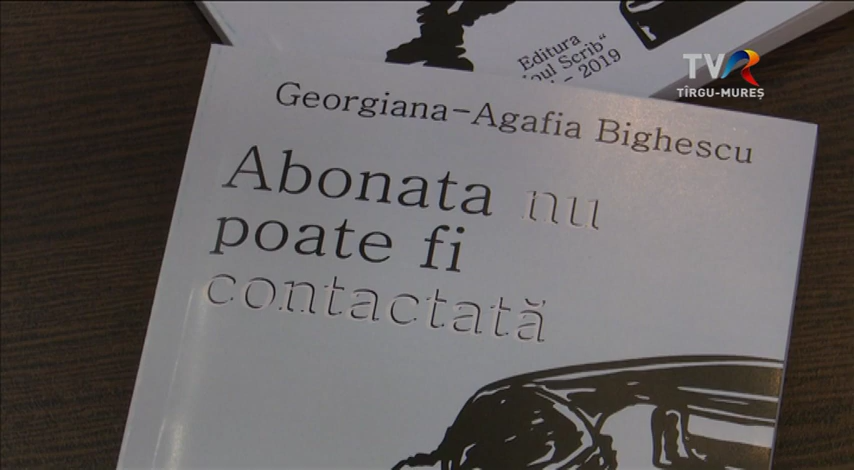 Editura
Scrib“
– 2019
TVR
TÎRGU-MUREȘ
Georgiana-Agafia Bighescu
Abonata nu
poate fi
contactată